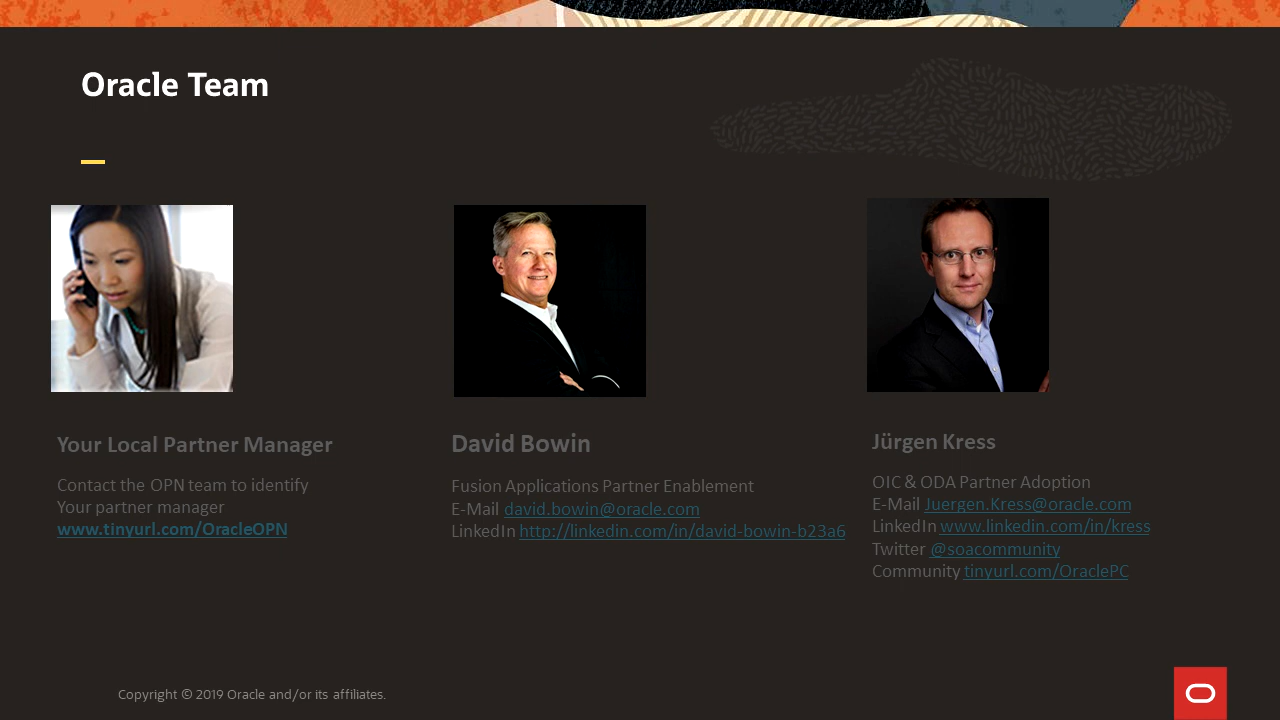 Oracle Team
Your Local Partner Manager
Contact the OPN team to identify
Your partner manager
www.tinyurl.com/OracleOPN
David Bowin
Fusion Applications Partner Enablement
E-Mail david.bowin@oracle.com
LinkedIn http://linkedin.com/in/david-bowin-b23a6
Jürgen Kress
OIC & ODA Partner Adoption
E-Mail Juergen.Kress@oracle.com
LinkedIn www.linkedin.com/in/kress
Twitter @soacommunity
Community tinyurl.com/OraclePC
Copyright © 2019 Oracle and/or its affiliates.